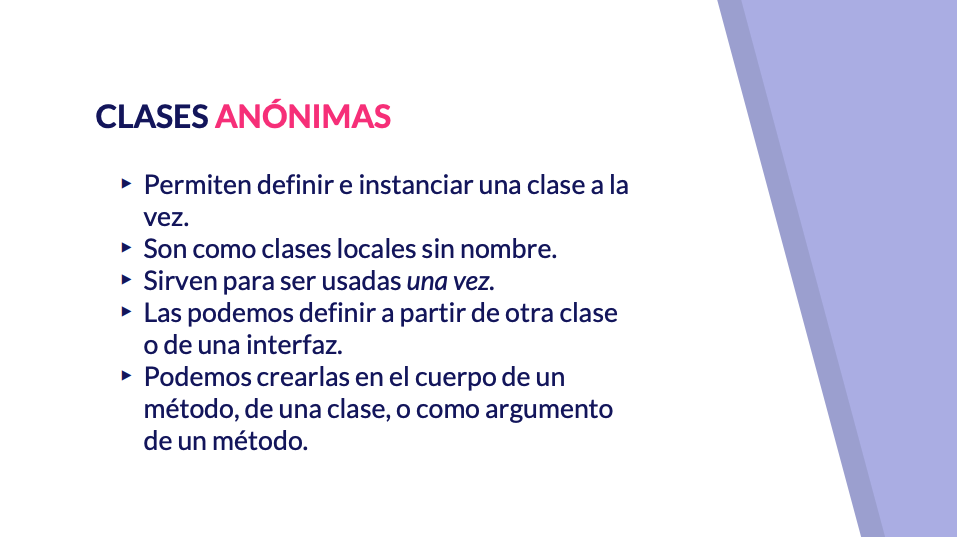 CLASES ANÓNIMAS
▸ Permiten definir e instanciar una clase a la
vez.
▸ Son como clases locales sin nombre.
▸ Sirven para ser usadas una vez.
▸ Las podemos definir a partir de otra clase
o de una interfaz.
▸ Podemos crearlas en el cuerpo de un
método, de una clase, o como argumento
de un método.